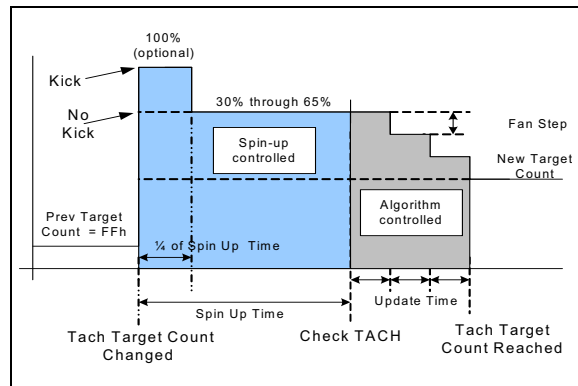 100%
(optional)
Kick
No
Kick
30% through 65%
Fan Step
Spin-up
controlled
New Target
Count
Algorithm
controlled
Prev Target
Count = FFh
¼ of Spin Up Time
Update Time
Spin Up Time
Tach Target Count
Changed
Check TACH
Tach Target
Count Reached